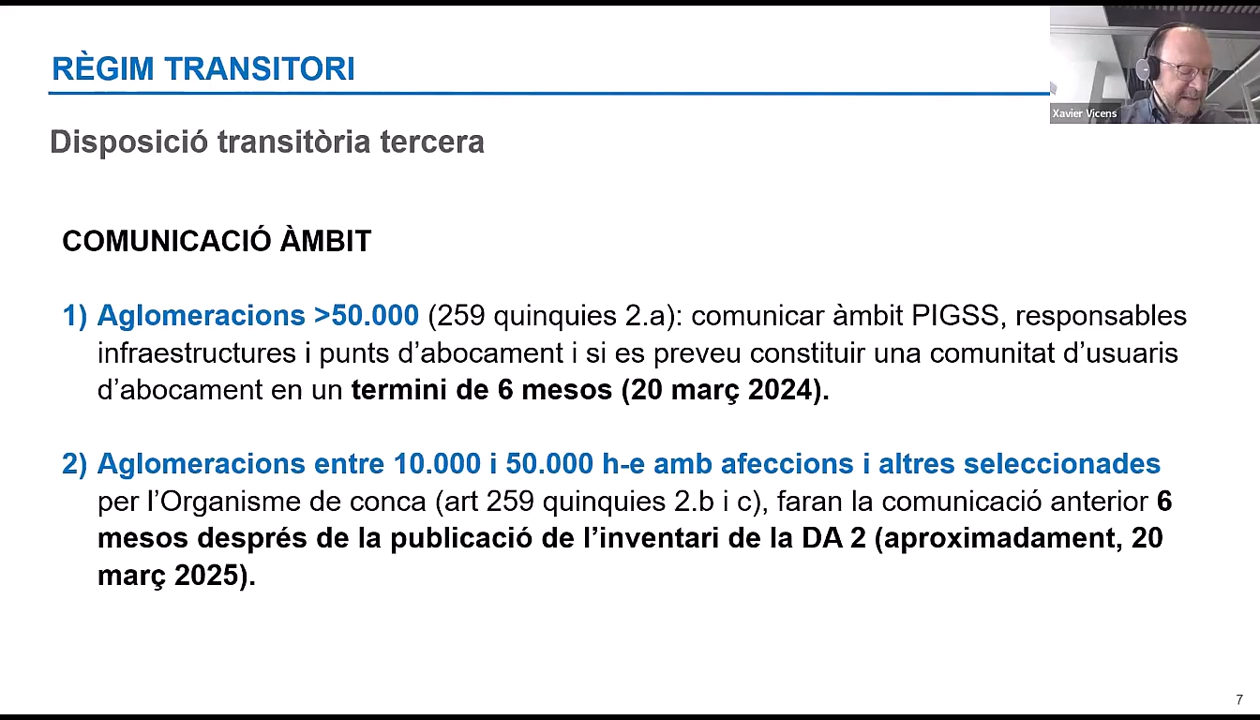 RÈGIM TRANSITORI
Xavier Vicens
Disposició transitòria tercera
COMUNICACIÓ ÀMBIT
1) Aglomeracions >50.000 (259 quinquies 2.a): comunicar àmbit PIGSS, responsables
infraestructures i punts d’abocament i si es preveu constituir una comunitat d’usuaris
d’abocament en un termini de 6 mesos (20 març 2024).
2) Aglomeracions entre 10.000 i 50.000 h-e amb afeccions i altres seleccionades
per l’Organisme de conca (art 259 quinquies 2.b i c), faran la comunicació anterior 6
mesos després de la publicació de l’inventari de la DA 2 (aproximadament, 20
març 2025).
7